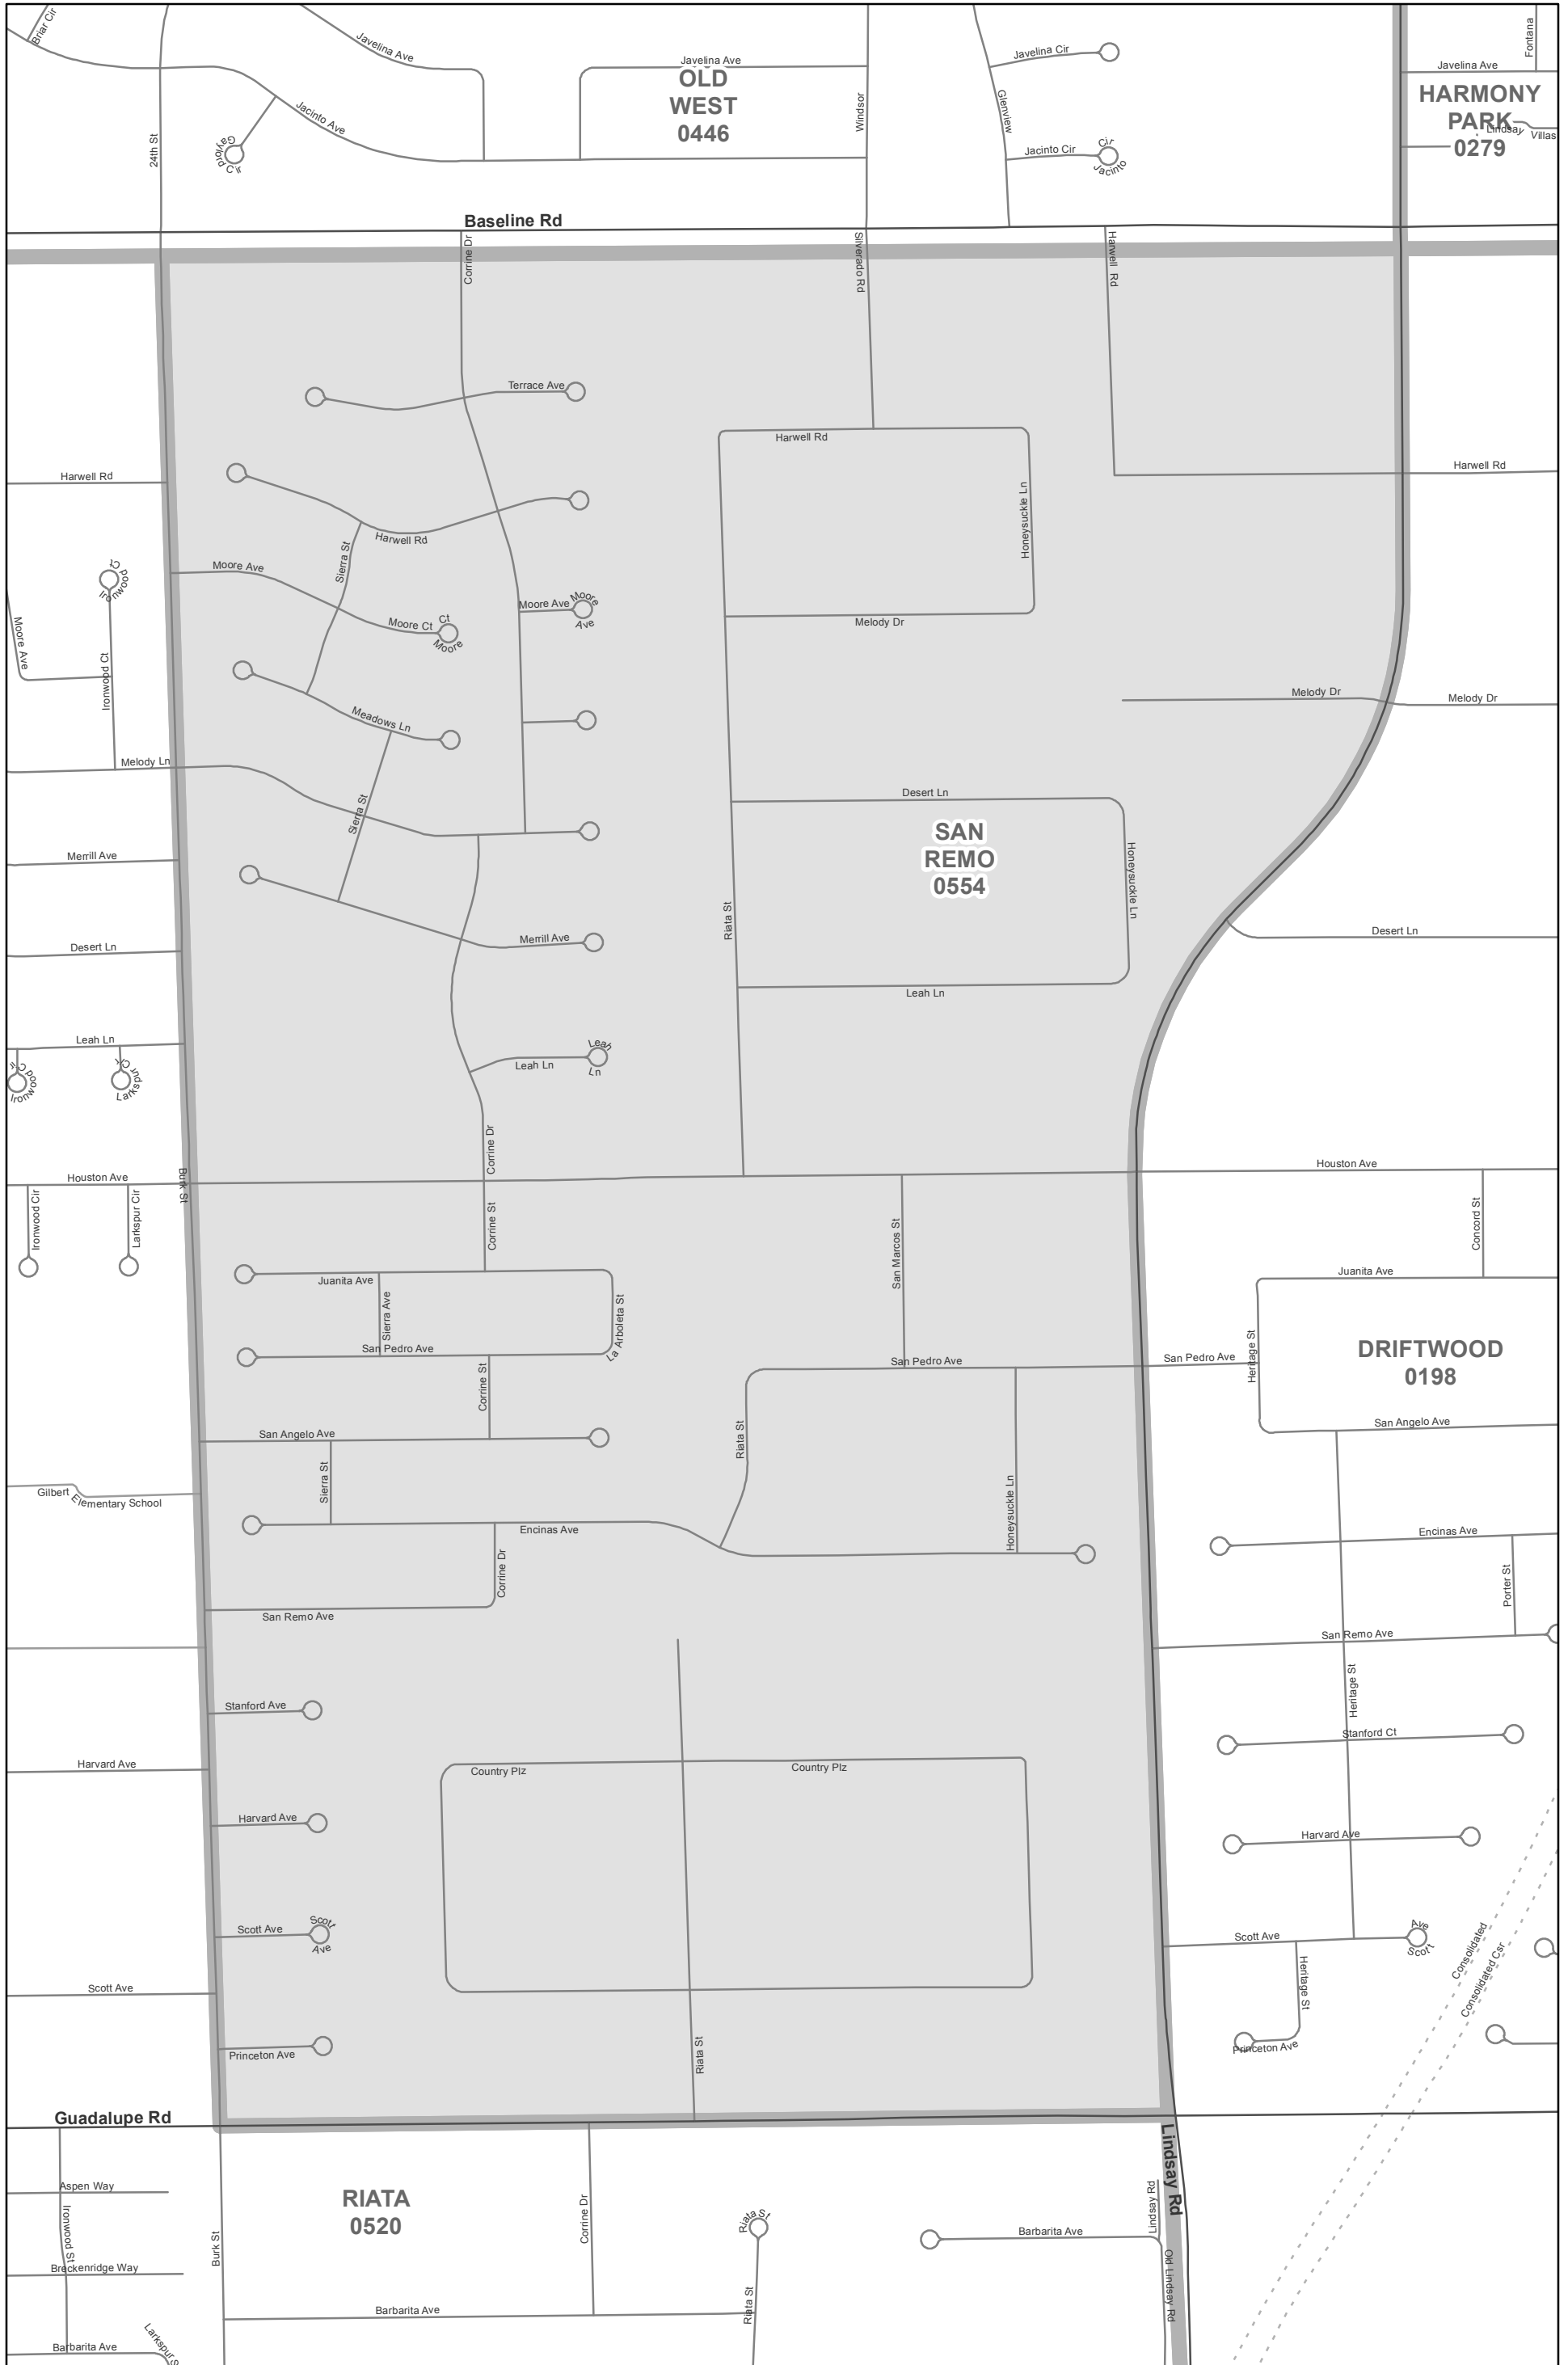 Briar Cir
Javelina Ave
Javelina Ave
Javelina Cir
Fontana
Javelina Ave
OLD
WEST
0446
HARMONY
PARK
0279
Lindsay Villas
24th St
Gaylord Cir
Jacinto Ave
Windsor
Glenview
Jacinto Cir
Cir
Jacinto
Baseline Rd
Corrine Dr
Silverado Rd
Harwell Rd
Terrace Ave
Harwell Rd
Harwell Rd
Harwell Rd
Harwell Rd
Honeysuckle Ln
Sierra St
Moore Ave
Ironwood Ct
Moore Ave
Moore
Ave
Moore Ct
Ct
Moore
Melody Dr
Moore Ave
Ironwood Ct
Meadows Ln
Melody Dr
Melody Dr
Melody Ln
Sierra St
Desert Ln
SAN
REMO
0554
Merrill Ave
Honeysuckle Ln
Riata St
Merrill Ave
Desert Ln
Desert Ln
Leah Ln
Leah Ln
Ironwood Cir
Larkspur Cir
Leah Ln
Leah
Ln
Corrine Dr
Houston Ave
Burk St
Houston Ave
Ironwood Cir
Larkspur Cir
Corrine St
San Marcos St
Concord St
Juanita Ave
Juanita Ave
Sierra Ave
La Arboleta St
San Pedro Ave
San Pedro Ave
San Pedro Ave
Heritage St
DRIFTWOOD
0198
Corrine St
San Angelo Ave
San Angelo Ave
Riata St
Sierra St
Honeysuckle Ln
Gilbert
Elementary School
Encinas Ave
Encinas Ave
Corrine Dr
Porter St
San Remo Ave
San Remo Ave
Heritage St
Stanford Ave
Stanford Ct
Harvard Ave
Country Plz
Country Plz
Harvard Ave
Harvard Ave
Scott Ave
Scott
Ave
Scott Ave
Ave
Scott
Consolidated
Consolidated Csr
Scott Ave
Heritage St
Princeton Ave
Princeton Ave
Riata St
Guadalupe Rd
Lindsay Rd
Aspen Way
Ironwood St
RIATA
0520
Burk St
Corrine Dr
Riata St
Barbarita Ave
Lindsay Rd
Old Lindsay Rd
Breckenridge Way
Barbarita Ave
Riata St
Barbarita Ave
Larkspur S